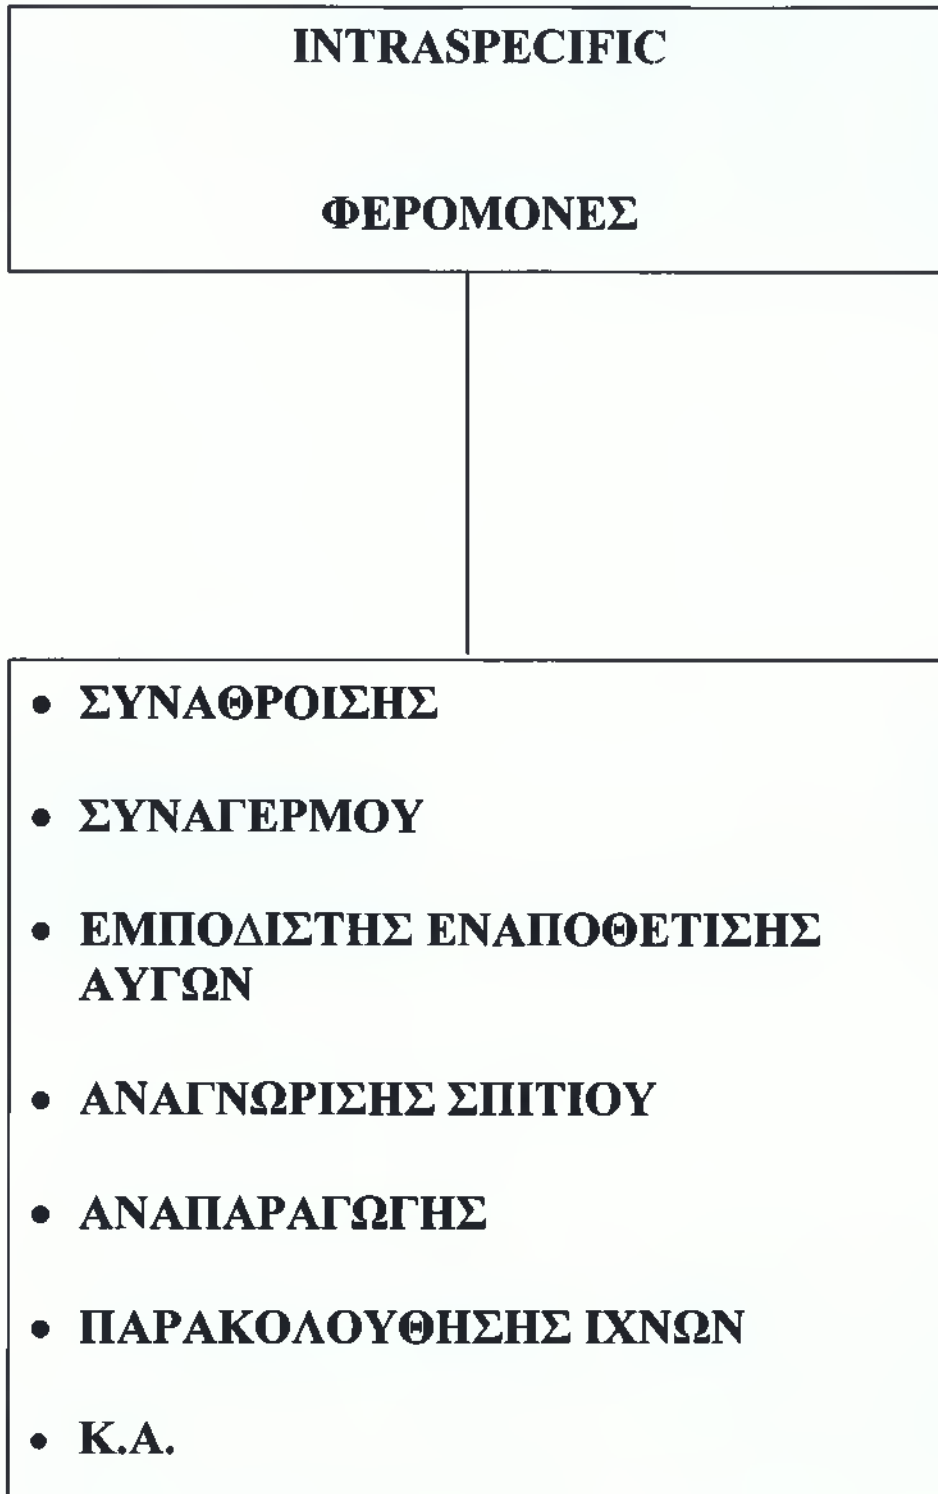 INTRASPECIFIC
ΦΕΡΟΜΟΝΕΣ
• ΣΥΝΑΘΡΟΙΣΗΣ
• ΣΥΝΑΓΕΡΜΟΥ
• ΕΜΠΟΔΙΣΤΗΣ ΕΝΑΠΟΘΕΤΙΣΗΣ
ΑΥΓΩΝ
• ΑΝΑΓΝΩΡΙΣΗΣ ΣΠΙΤΙΟΥ
• ΑΝΑΠΑΡΑΓΩΓΗΣ
• ΠΑΡΑΚΟΛΟΥΘΗΣΗΣ ΙΧΝΩΝ
• Κ.Α.